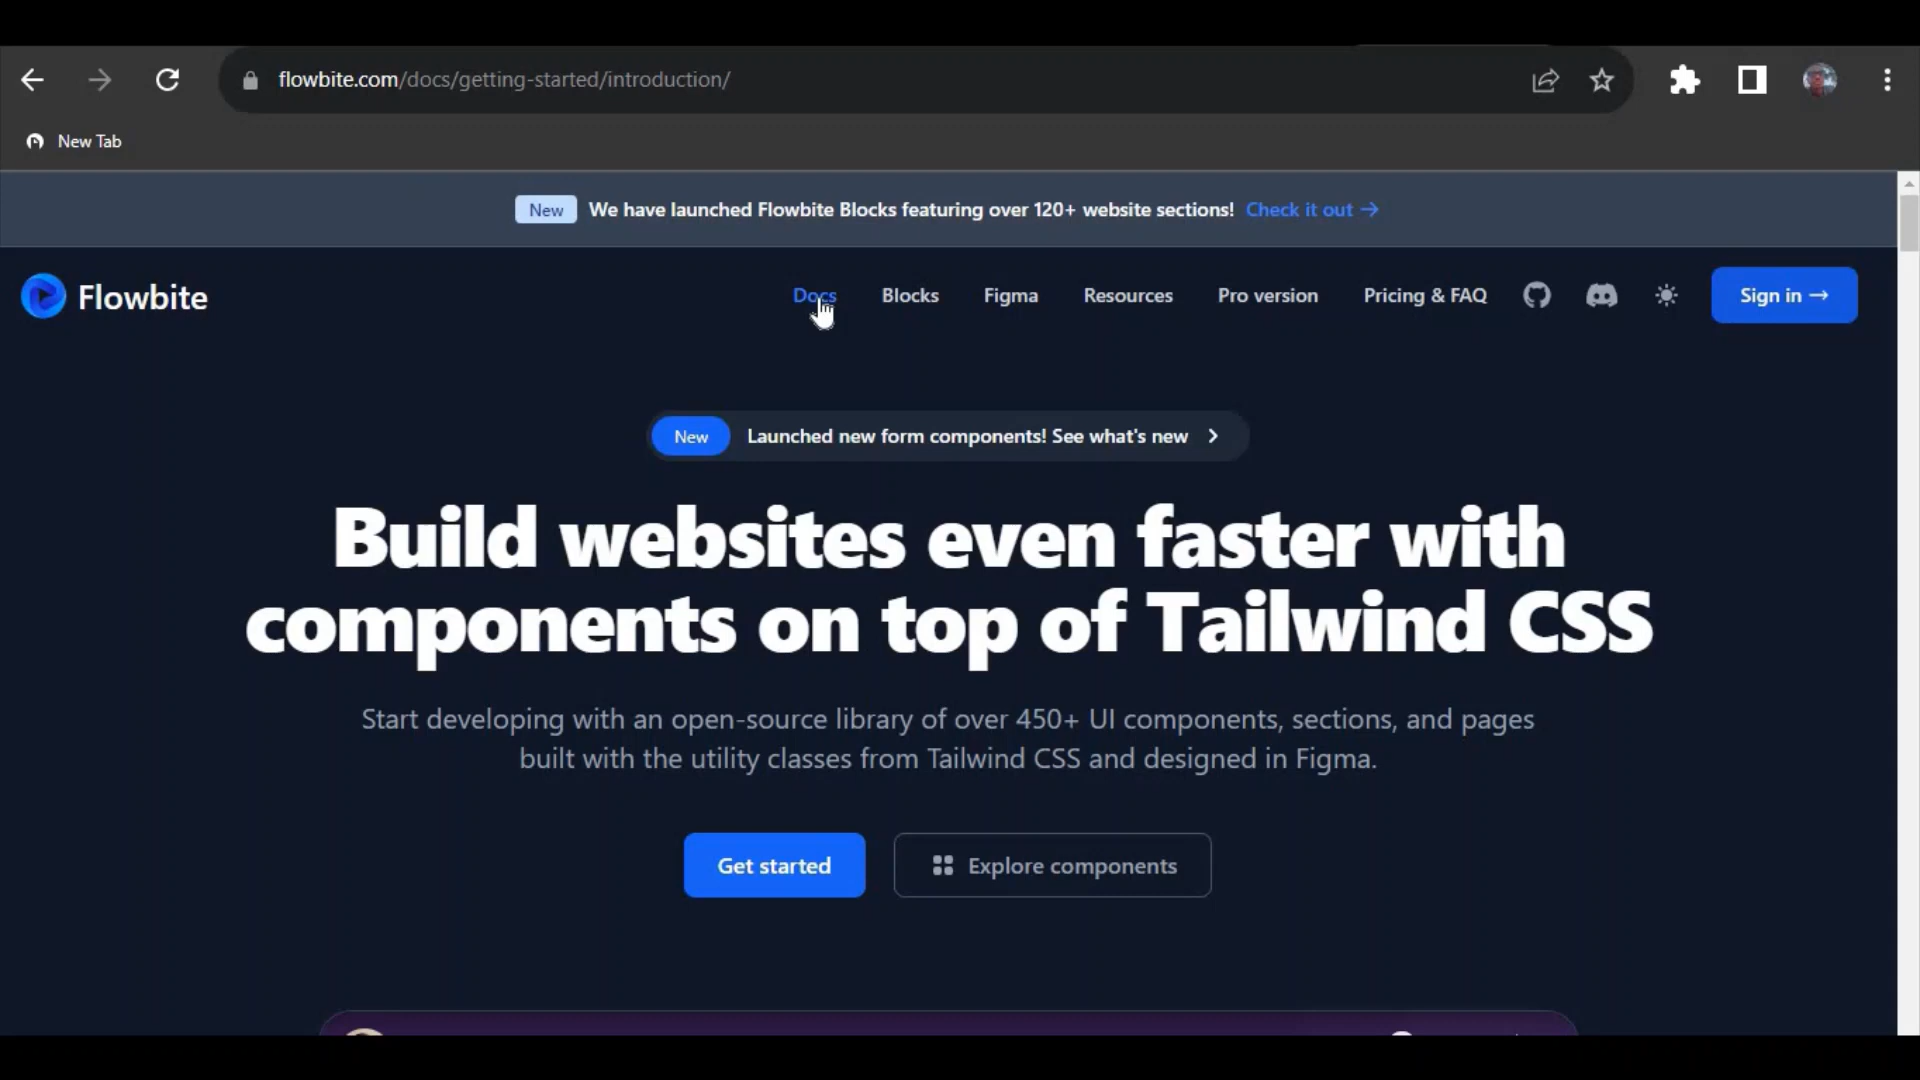 flowbite.com/docs/getting-started/introduction/
New Tab
New We have launched Flowbite Blocks featuring over 120+ website sections! Check it out →
Flowbite Docs Blocks Figma Resources Pro version Pricing & FAQ Sign in →
New Launched new form components! See what's new
Build websites even faster with
components on top of Tailwind CSS
Start developing with an open-source library of over 450+ UI components, sections, and pages
built with the utility classes from Tailwind CSS and designed in Figma.
Get started Explore components